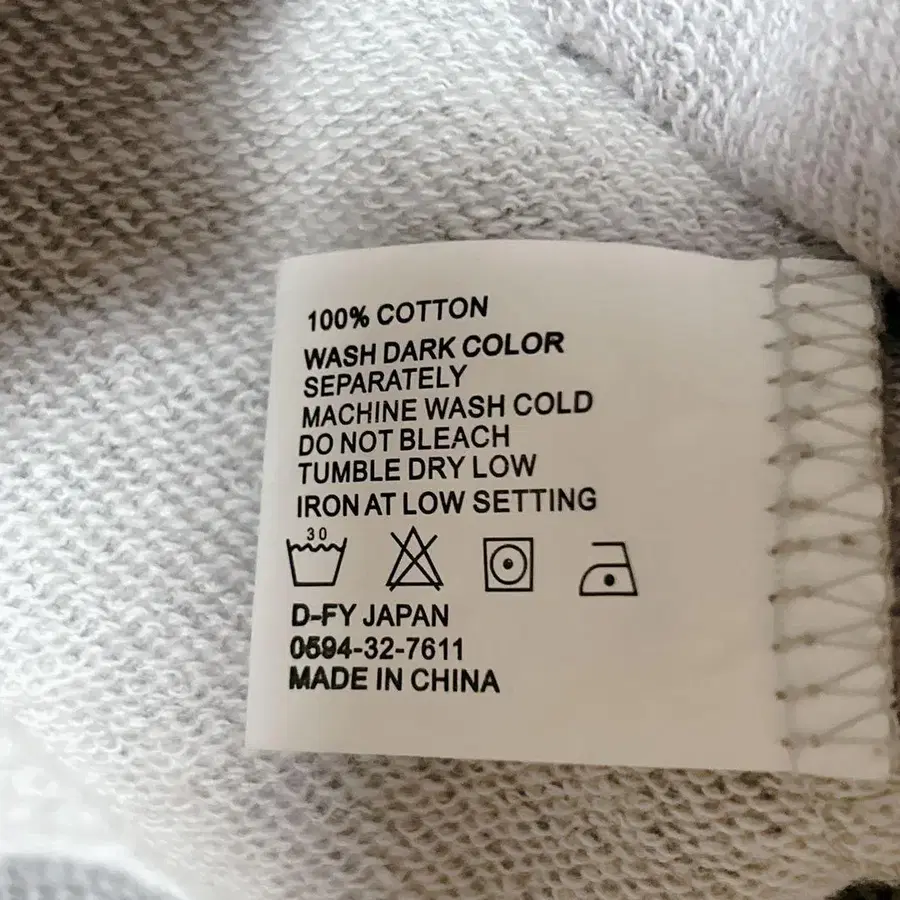 100% COTTON
WASH DARK COLOR
SEPARATELY
MACHINE WASH COLD
DO NOT BLEACH
TUMBLE DRY LOW
IRON AT LOW SETTING
30
D-FY JAPAN
0594-32-7611
MADE IN CHINA